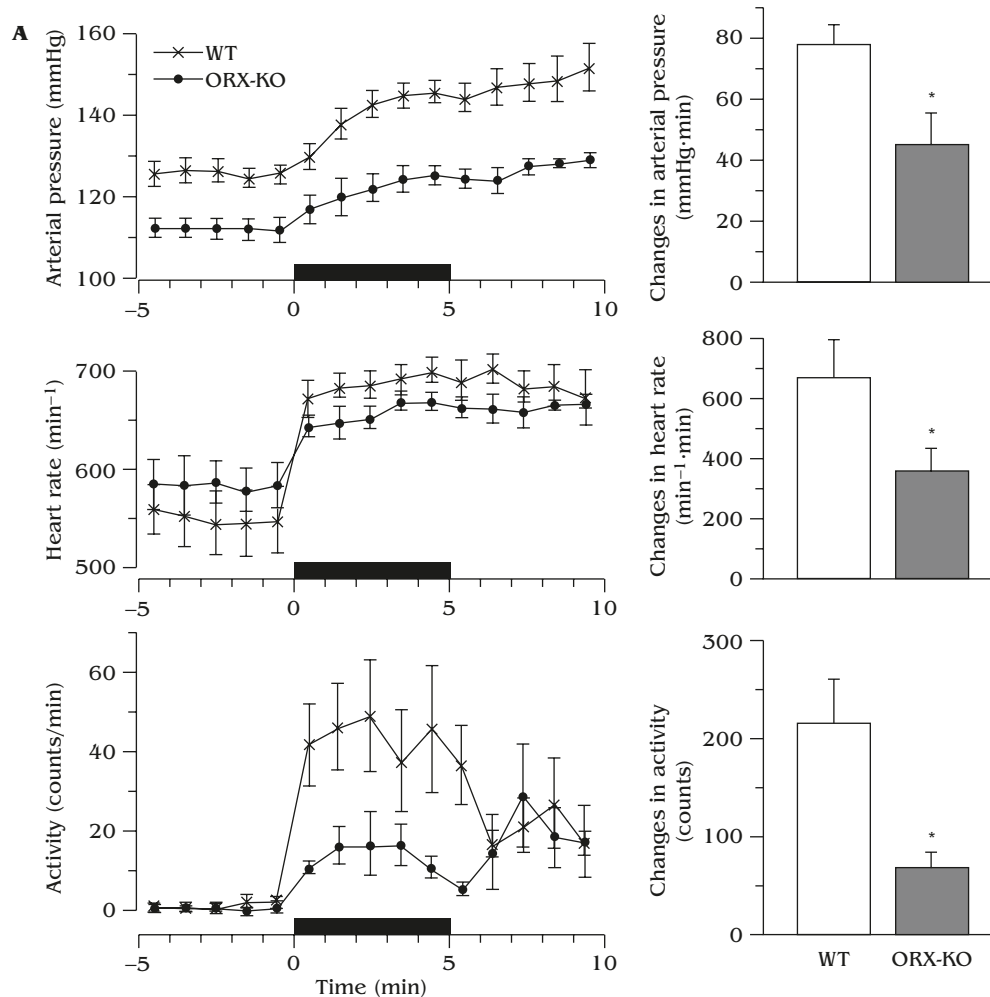 A
WT
ORX-KO
Arterial pressure (mmHg)
160
140
120
100
−5 0 5 10
Changes in arterial pressure
(mmHg·min)
80
60
40
20
0
*
Heart rate (min⁻¹)
700
600
500
−5 0 5 10
Changes in heart rate
(min⁻¹·min)
800
600
400
200
0
*
Activity (counts/min)
60
40
20
0
−5 0 5 10
Time (min)
Changes in activity
(counts)
300
200
100
0
*
WT ORX-KO